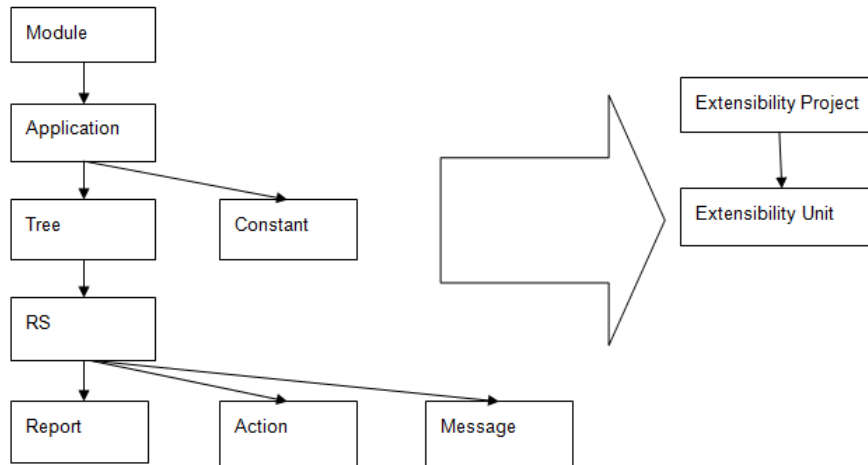 Module
Application
Tree
Constant
RS
Report
Action
Message
Extensibility Project
Extensibility Unit